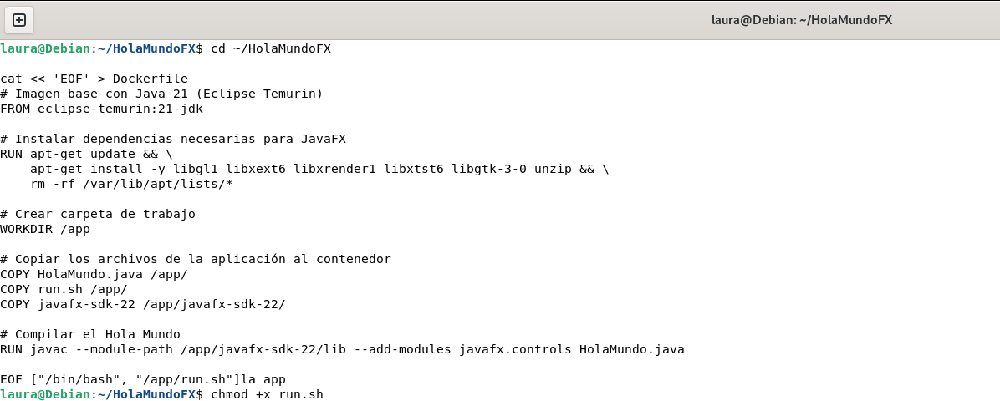 laura@Debian: ~/HolaMundoFX
laura@Debian:~/HolaMundoFX$ cd ~/HolaMundoFX
cat << 'EOF' > Dockerfile
# Imagen base con Java 21 (Eclipse Temurin)
FROM eclipse-temurin:21-jdk
# Instalar dependencias necesarias para JavaFX
RUN apt-get update && \
    apt-get install -y libgl1 libxext6 libxrender1 libxtst6 libgtk-3-0 unzip && \
    rm -rf /var/lib/apt/lists/*
# Crear carpeta de trabajo
WORKDIR /app
# Copiar los archivos de la aplicación al contenedor
COPY HolaMundo.java /app/
COPY run.sh /app/
COPY javafx-sdk-22 /app/javafx-sdk-22/
# Compilar el Hola Mundo
RUN javac --module-path /app/javafx-sdk-22/lib --add-modules javafx.controls HolaMundo.java
EOF ["/bin/bash", "/app/run.sh"]la app
laura@Debian:~/HolaMundoFX$ chmod +x run.sh